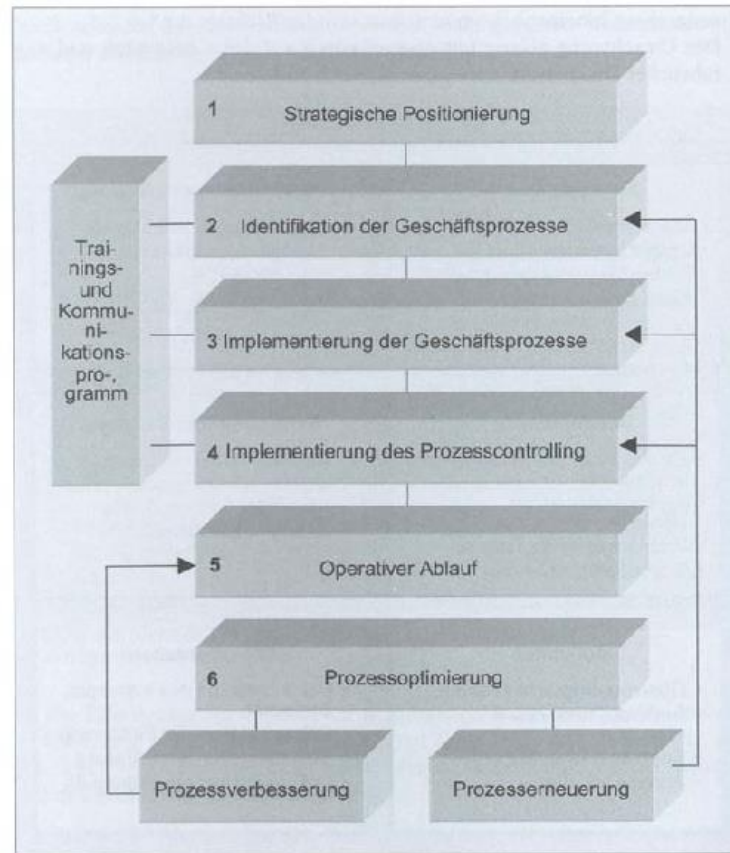 1 Strategische Positionierung
2 Identifikation der Geschäftsprozesse
Trai-
nings-
und
Kommu-
ni-
kations-
pro-,
gramm
3 Implementierung der Geschäftsprozesse
4 Implementierung des Prozesscontrolling
5 Operativer Ablauf
6 Prozessoptimierung
Prozessverbesserung
Prozesserneuerung